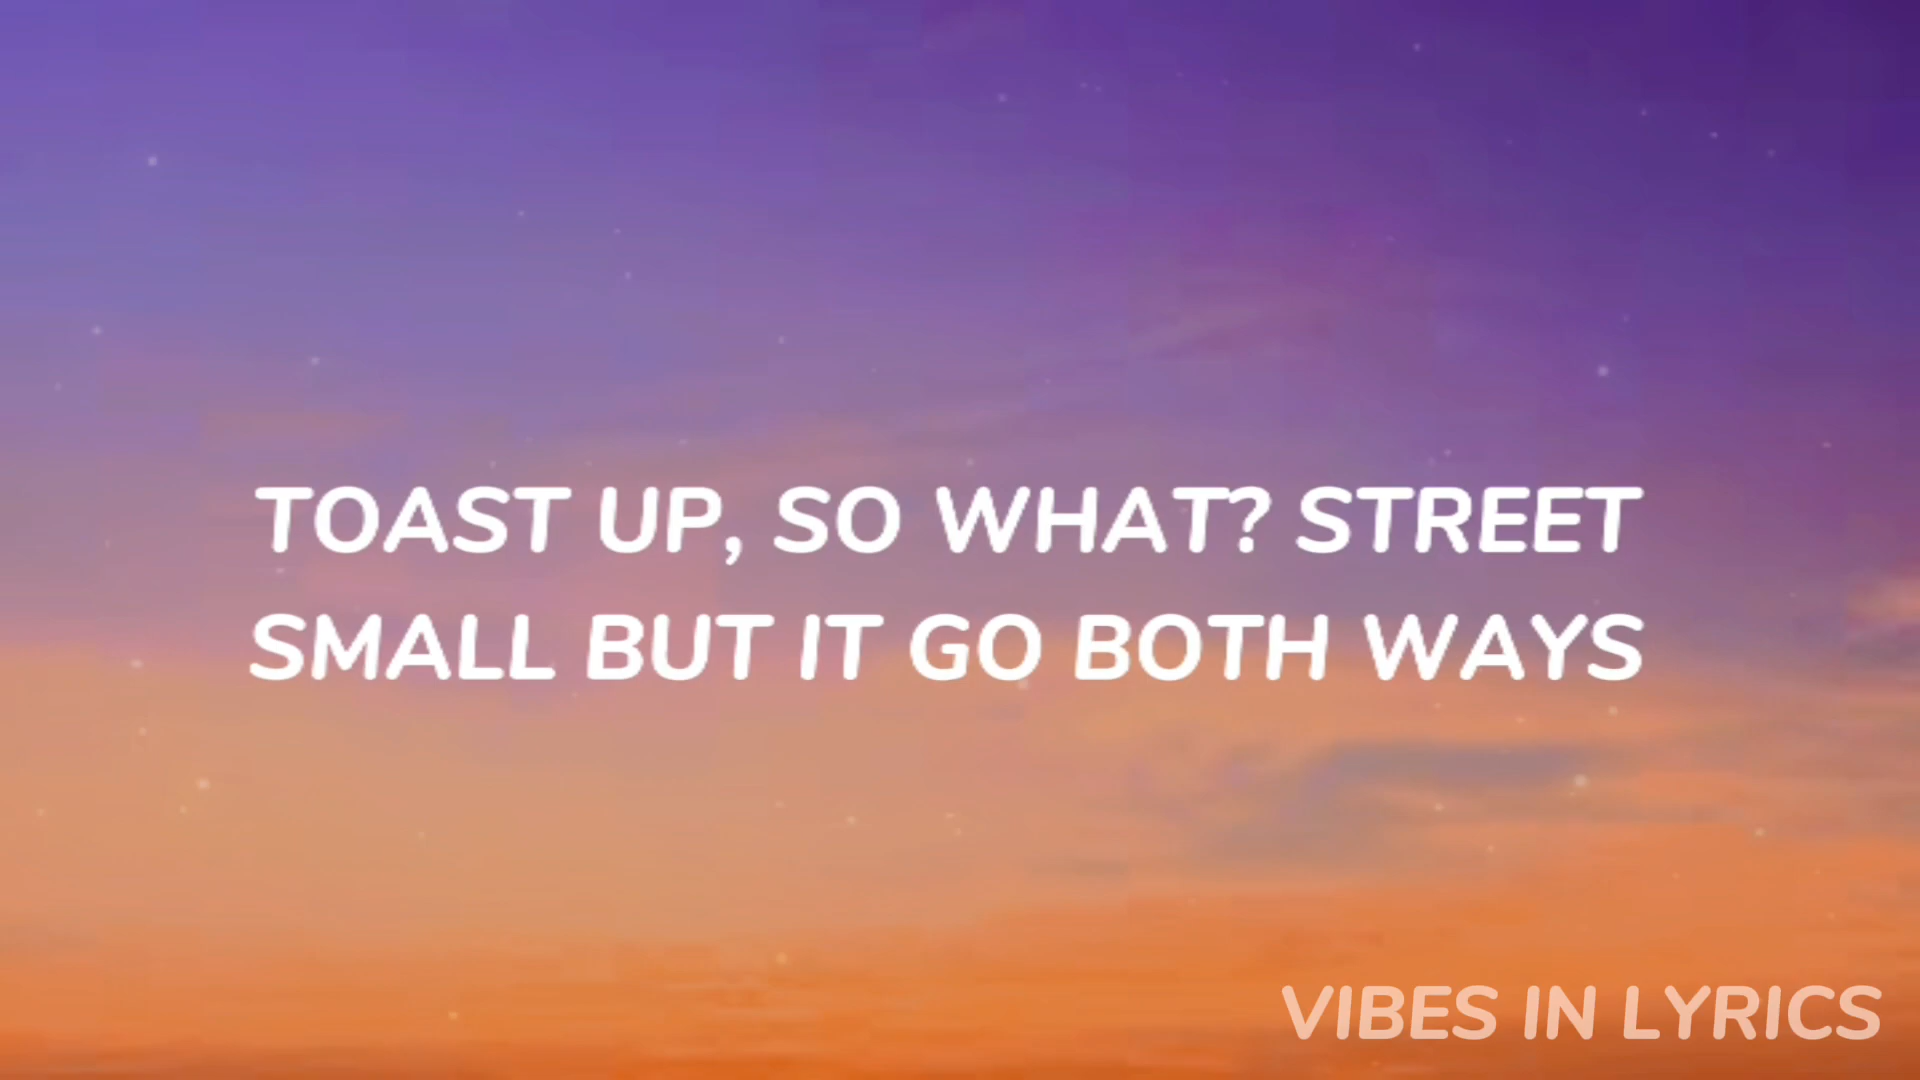 TOAST UP, SO WHAT? STREET
SMALL BUT IT GO BOTH WAYS
VIBES IN LYRICS